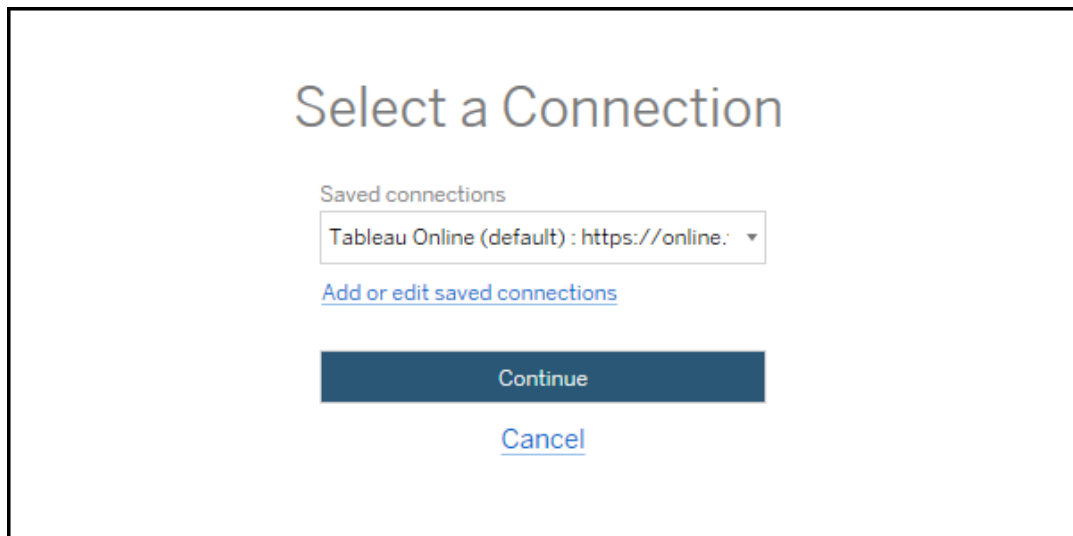 Select a Connection
Saved connections
Tableau Online (default) : https://online.
Add or edit saved connections
Continue
Cancel